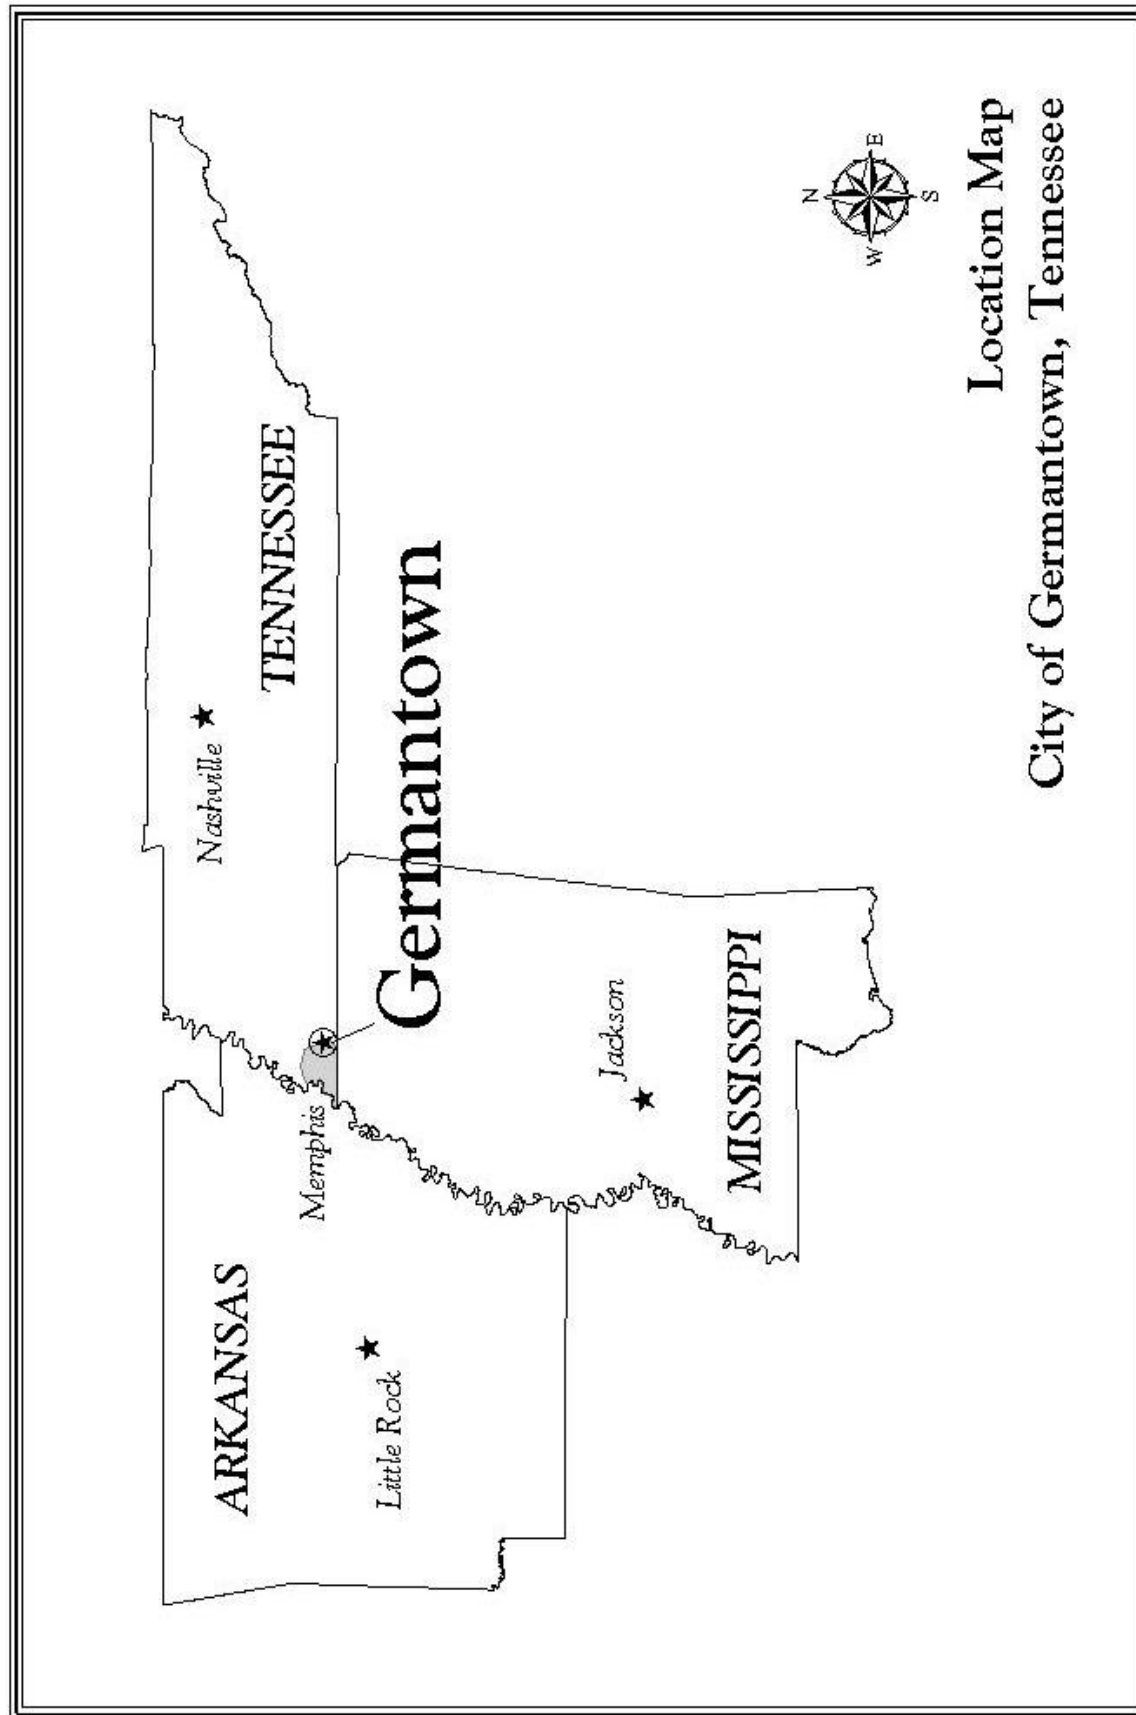 TENNESSEE
Nashville
Germantown
Memphis
ARKANSAS
Little Rock
Jackson
MISSISSIPPI
N
W
E
S
Location Map
City of Germantown, Tennessee